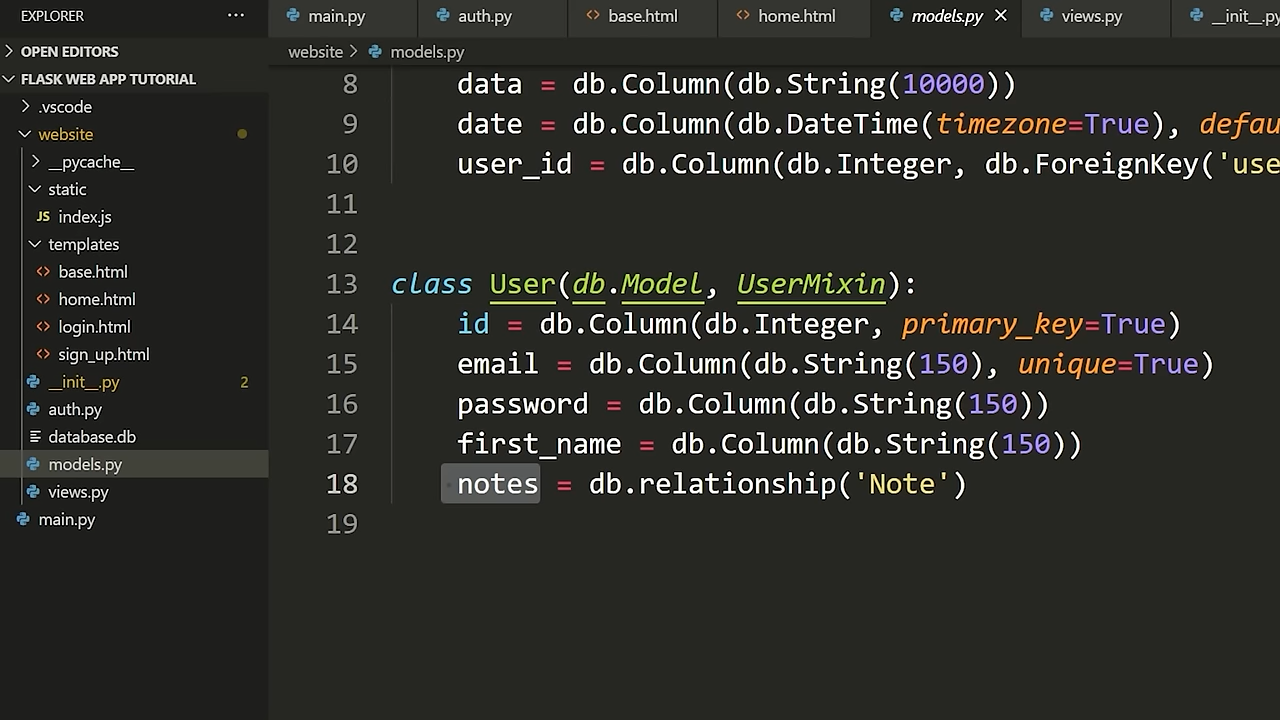 EXPLORER ...
main.py auth.py base.html home.html models.py views.py __init__.py
OPEN EDITORS
website > models.py
FLASK WEB APP TUTORIAL
.vscode
website
__pycache__
static
JS index.js
templates
base.html
home.html
login.html
sign_up.html
__init__.py 2
auth.py
database.db
models.py
views.py
main.py
8 data = db.Column(db.String(10000))
9 date = db.Column(db.DateTime(timezone=True), defau
10 user_id = db.Column(db.Integer, db.ForeignKey('use
11
12
13 class User(db.Model, UserMixin):
14 id = db.Column(db.Integer, primary_key=True)
15 email = db.Column(db.String(150), unique=True)
16 password = db.Column(db.String(150))
17 first_name = db.Column(db.String(150))
18 notes = db.relationship('Note')
19